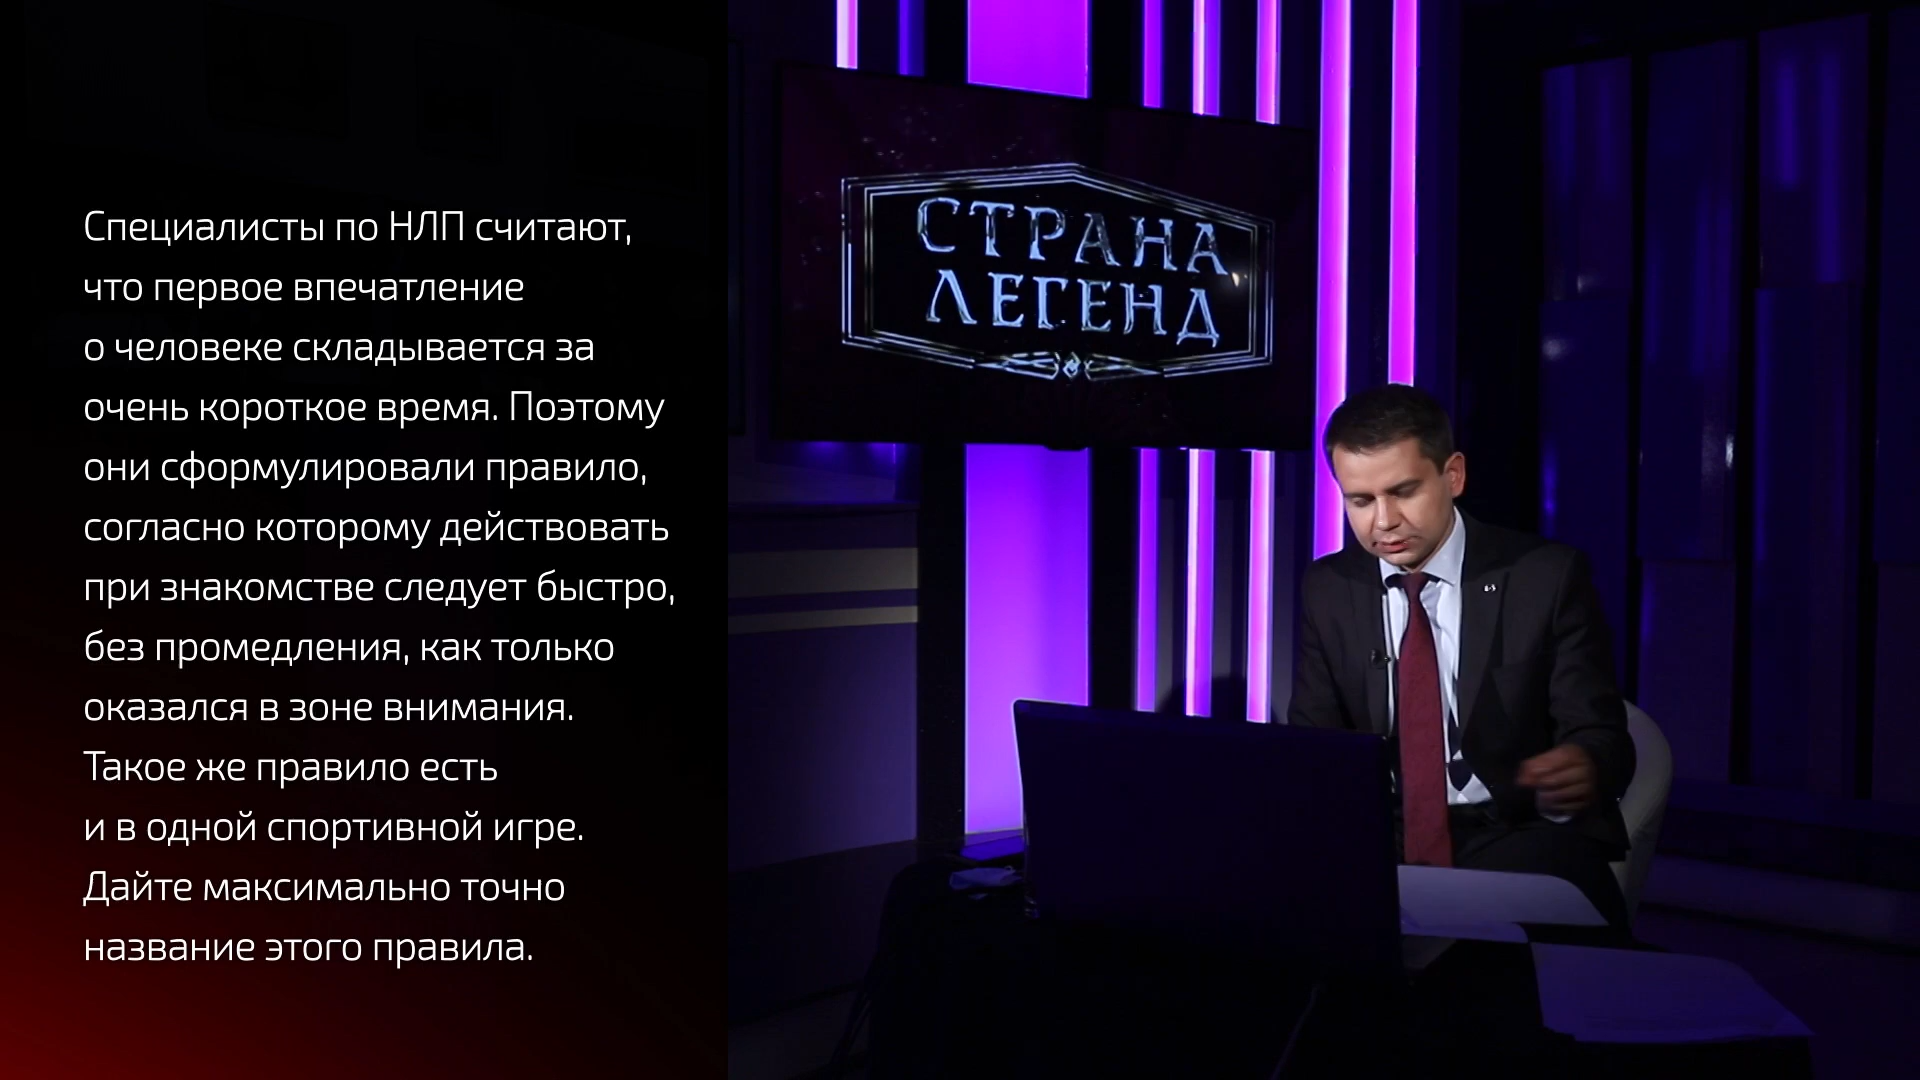 Специалисты по НЛП считают,
что первое впечатление
о человеке складывается за
очень короткое время. Поэтому
они сформулировали правило,
согласно которому действовать
при знакомстве следует быстро,
без промедления, как только
оказался в зоне внимания.
Такое же правило есть
и в одной спортивной игре.
Дайте максимально точно
название этого правила.
СТРАНА
ЛЕГЕНД